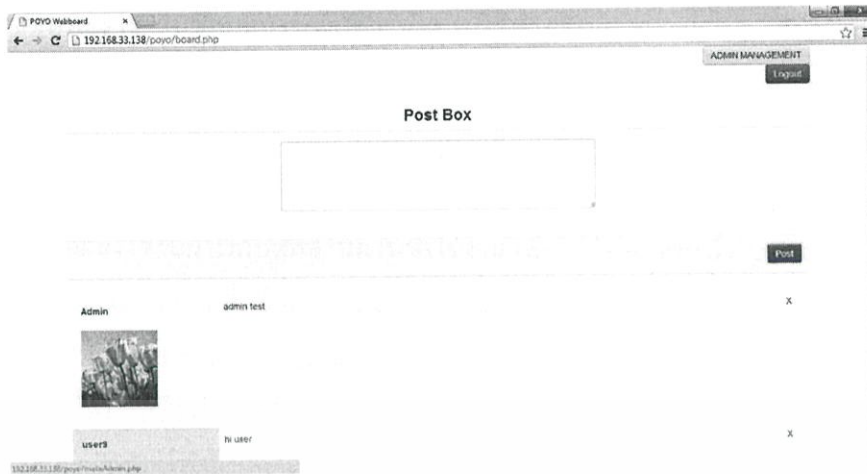 POYO Webboard x
192.168.33.138/poyo/board.php
ADMIN MANAGEMENT
Logout
Post Box
Post
Admin
admin test
X
user9
hi user
X